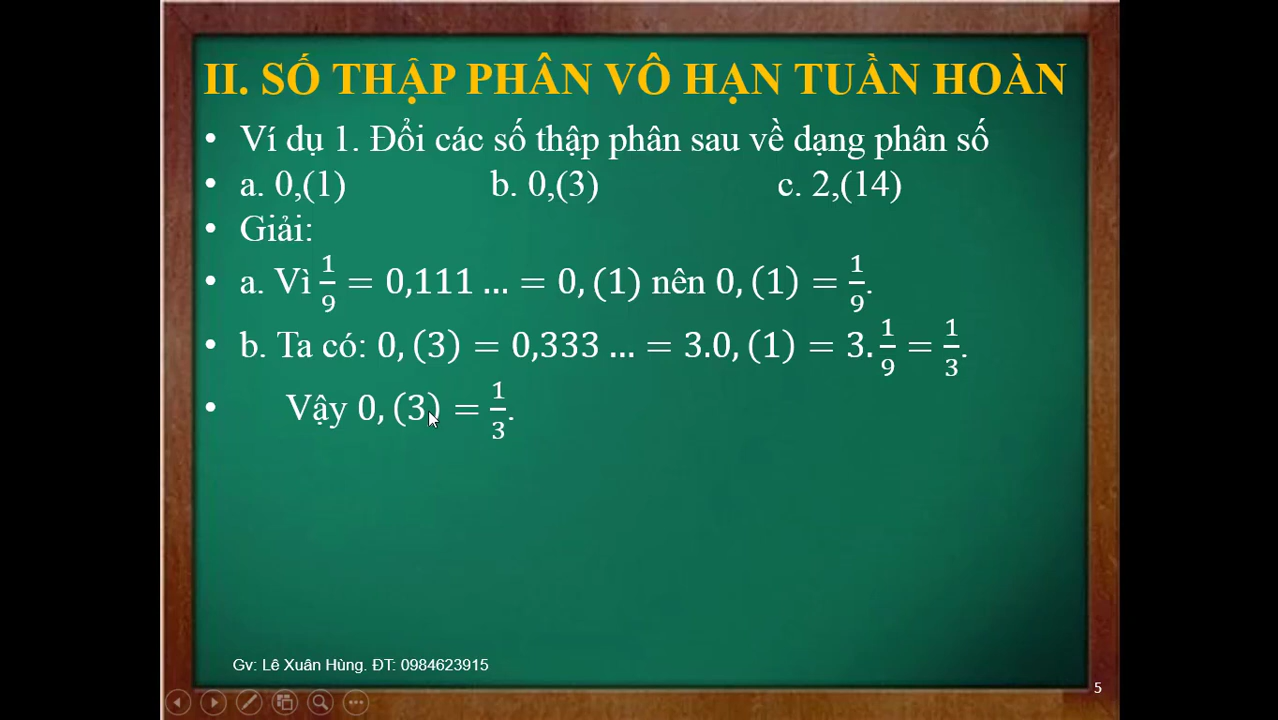 II. SỐ THẬP PHÂN VÔ HẠN TUẦN HOÀN
• Ví dụ 1. Đổi các số thập phân sau về dạng phân số
• a. 0,(1) b. 0,(3) c. 2,(14)
• Giải:
• a. Vì 1/9 = 0,111 ... = 0, (1) nên 0, (1) = 1/9.
• b. Ta có: 0, (3) = 0,333 ... = 3.0, (1) = 3. 1/9 = 1/3.
• Vậy 0, (3) = 1/3.
Gv: Lê Xuân Hùng. ĐT: 0984623915
5